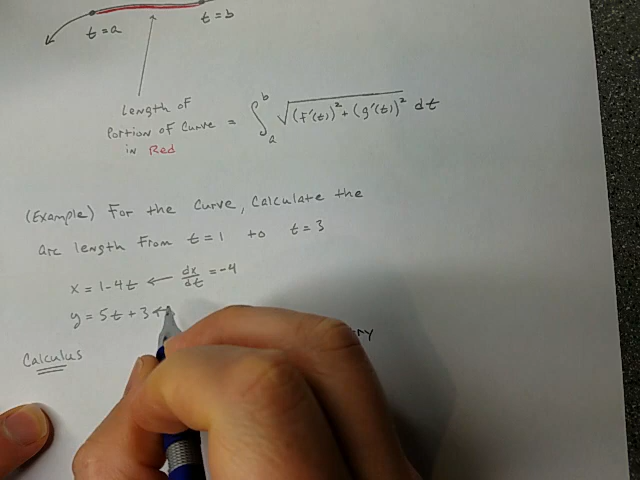 t = a
t = b
Length of
Portion of Curve = ∫ₐᵇ √((f'(t))² + (g'(t))²) dt
in Red
(Example) For the Curve, Calculate the
arc length from t = 1 to t = 3
x = 1 - 4t ← dx/dt = -4
y = 5t + 3 ←
Calculus